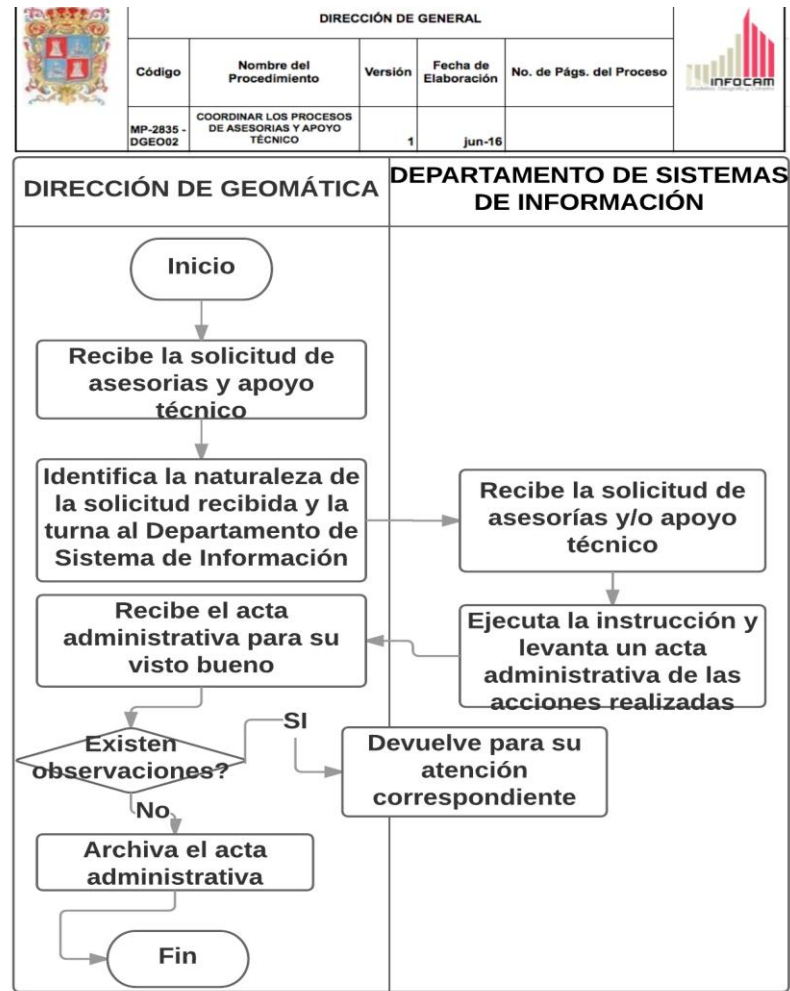 DIRECCIÓN DE GENERAL
Código
Nombre del
Procedimiento
Versión
Fecha de
Elaboración
No. de Págs. del Proceso
INFOCAM
MP-2835 -
DGEO02
COORDINAR LOS PROCESOS
DE ASESORIAS Y APOYO
TÉCNICO
1
jun-16
DIRECCIÓN DE GEOMÁTICA
DEPARTAMENTO DE SISTEMAS
DE INFORMACIÓN
Inicio
Recibe la solicitud de
asesorias y apoyo
técnico
Identifica la naturaleza de
la solicitud recibida y la
turna al Departamento de
Sistema de Información
Recibe la solicitud de
asesorías y/o apoyo
técnico
Ejecuta la instrucción y
levanta un acta
administrativa de las
acciones realizadas
Recibe el acta
administrativa para su
visto bueno
Existen
observaciones?
SI
Devuelve para su
atención
correspondiente
No
Archiva el acta
administrativa
Fin